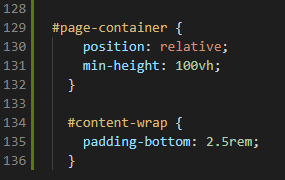 128
129 #page-container {
130 position: relative;
131 min-height: 100vh;
132 }
133
134 #content-wrap {
135 padding-bottom: 2.5rem;
136 }